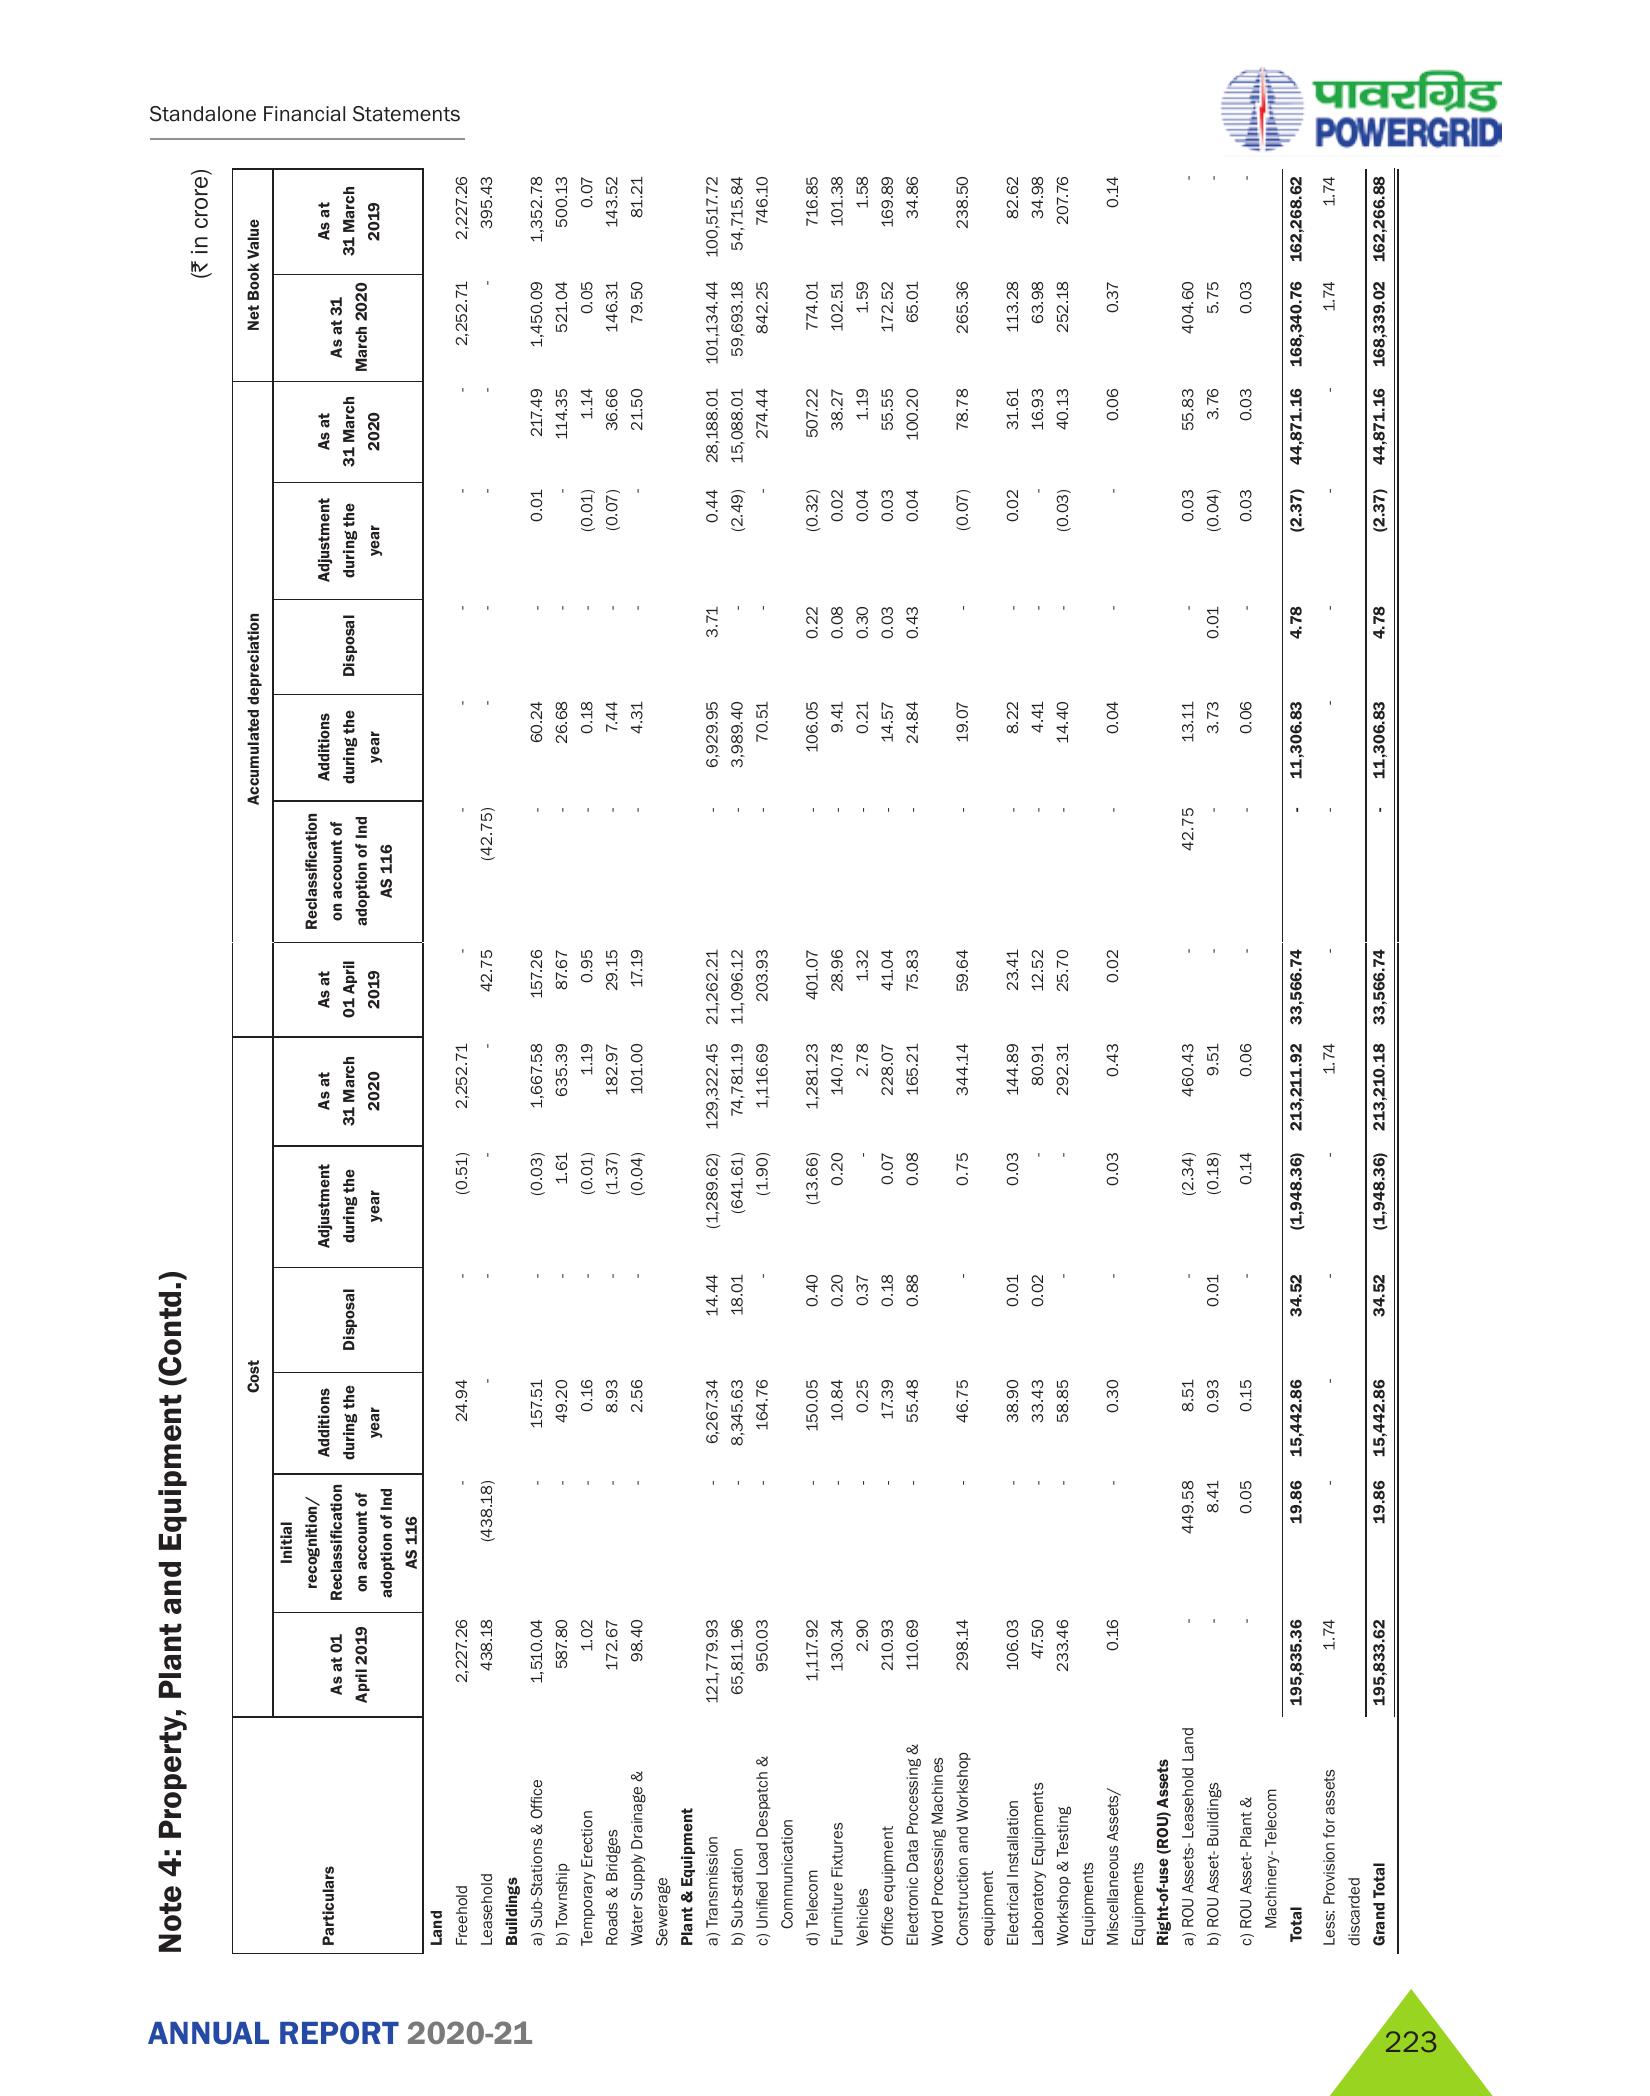 Standalone Financial Statements
पावरग्रिड
POWERGRID
Note 4: Property, Plant and Equipment (Contd.)
(₹ in crore)
Particulars | Cost | Accumulated depreciation | Net Book Value
As at 01 April 2019 | Initial recognition/ Reclassification on account of adoption of Ind AS 116 | Additions during the year | Disposal | Adjustment during the year | As at 31 March 2020 | As at 01 April 2019 | Reclassification on account of adoption of Ind AS 116 | Additions during the year | Disposal | Adjustment during the year | As at 31 March 2020 | As at 31 March 2020 | As at 31 March 2019
Land
Freehold 2,227.26 - 24.94 - (0.51) 2,252.71 - - - - - - 2,252.71 2,227.26
Leasehold 438.18 (438.18) - - - - 42.75 (42.75) - - - - - 395.43
Buildings
a) Sub-Stations & Office 1,510.04 - 157.51 - (0.03) 1,667.58 157.26 - 60.24 - 0.01 217.49 1,450.09 1,352.78
b) Township 587.80 - 49.20 - 1.61 635.39 87.67 - 26.68 - - 114.35 521.04 500.13
Temporary Erection 1.02 - 0.16 - (0.01) 1.19 0.95 - 0.18 - (0.01) 1.14 0.05 0.07
Roads & Bridges 172.67 - 8.93 - (1.37) 182.97 29.15 - 7.44 - (0.07) 36.66 146.31 143.52
Water Supply Drainage & 98.40 - 2.56 - (0.04) 101.00 17.19 - 4.31 - - 21.50 79.50 81.21
Sewerage
Plant & Equipment
a) Transmission 121,779.93 - 6,267.34 14.44 (1,289.62) 129,322.45 21,262.21 - 6,929.95 3.71 0.44 28,188.01 101,134.44 100,517.72
b) Sub-station 65,811.96 - 8,345.63 18.01 (641.61) 74,781.19 11,096.12 - 3,989.40 - (2.49) 15,088.01 59,693.18 54,715.84
c) Unified Load Despatch & 950.03 - 164.76 - (1.90) 1,116.69 203.93 - 70.51 - - 274.44 842.25 746.10
Communication
d) Telecom 1,117.92 - 150.05 0.40 (13.66) 1,281.23 401.07 - 106.05 0.22 (0.32) 507.22 774.01 716.85
Furniture Fixtures 130.34 - 10.84 0.20 0.20 140.78 28.96 - 9.41 0.08 0.02 38.27 102.51 101.38
Vehicles 2.90 - 0.25 0.37 - 2.78 1.32 - 0.21 0.30 0.04 1.19 1.59 1.58
Office equipment 210.93 - 17.39 0.18 0.07 228.07 41.04 - 14.57 0.03 0.03 55.55 172.52 169.89
Electronic Data Processing & 110.69 - 55.48 0.88 0.08 165.21 75.83 - 24.84 0.43 0.04 100.20 65.01 34.86
Word Processing Machines
Construction and Workshop 298.14 - 46.75 - 0.75 344.14 59.64 - 19.07 - (0.07) 78.78 265.36 238.50
equipment
Electrical Installation 106.03 - 38.90 0.01 0.03 144.89 23.41 - 8.22 - 0.02 31.61 113.28 82.62
Laboratory Equipments 47.50 - 33.43 0.02 - 80.91 12.52 - 4.41 - - 16.93 63.98 34.98
Workshop & Testing 233.46 - 58.85 - - 292.31 25.70 - 14.40 - (0.03) 40.13 252.18 207.76
Equipments
Miscellaneous Assets/ 0.16 - 0.30 - 0.03 0.43 0.02 - 0.04 - - 0.06 0.37 0.14
Equipments
Right-of-use (ROU) Assets
a) ROU Assets- Leasehold Land - 449.58 8.51 - (2.34) 460.43 - 42.75 13.11 - 0.03 55.83 404.60 -
b) ROU Asset- Buildings - 8.41 0.93 0.01 (0.18) 9.51 - - 3.73 0.01 (0.04) 3.76 5.75 -
c) ROU Asset- Plant & - 0.05 0.15 - 0.14 0.06 - - 0.06 - 0.03 0.03 0.03 -
Machinery- Telecom
Total 195,835.36 19.86 15,442.86 34.52 (1,948.36) 213,211.92 33,566.74 - 11,306.83 4.78 (2.37) 44,871.16 168,340.76 162,268.62
Less: Provision for assets 1.74 - - - - 1.74 - - - - - - 1.74 1.74
discarded
Grand Total 195,833.62 19.86 15,442.86 34.52 (1,948.36) 213,210.18 33,566.74 - 11,306.83 4.78 (2.37) 44,871.16 168,339.02 162,266.88
ANNUAL REPORT 2020-21
223